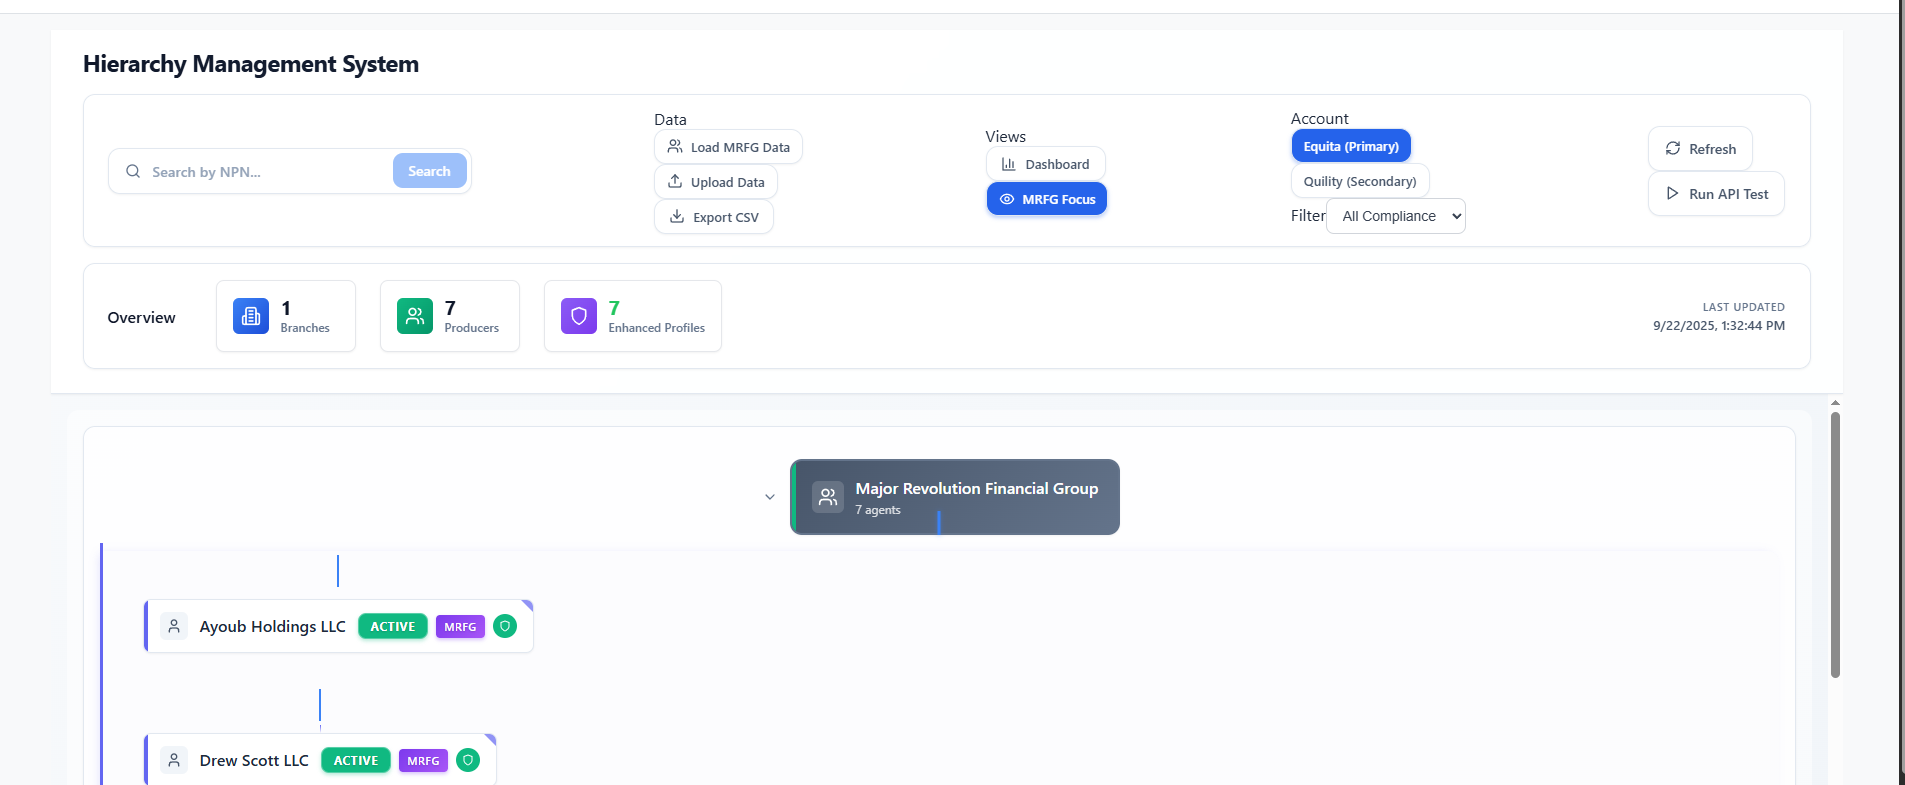 Hierarchy Management System
Search by NPN...
Search
Data
Load MRFG Data
Upload Data
Export CSV
Views
Dashboard
MRFG Focus
Account
Equita (Primary)
Quility (Secondary)
Filter All Compliance
Refresh
Run API Test
Overview
1
Branches
7
Producers
7
Enhanced Profiles
LAST UPDATED
9/22/2025, 1:32:44 PM
Major Revolution Financial Group
7 agents
Ayoub Holdings LLC ACTIVE MRFG
Drew Scott LLC ACTIVE MRFG